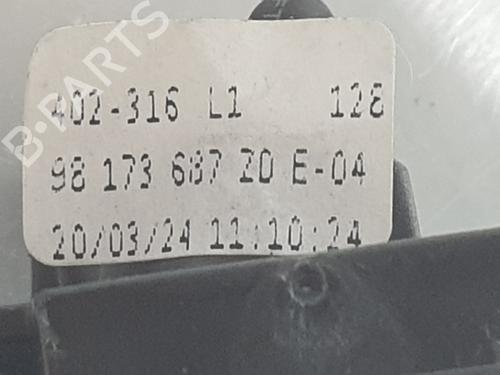 B-PARTS
402-316 L1 128
98 173 687 ZD E-04
20/03/24 11:10:24